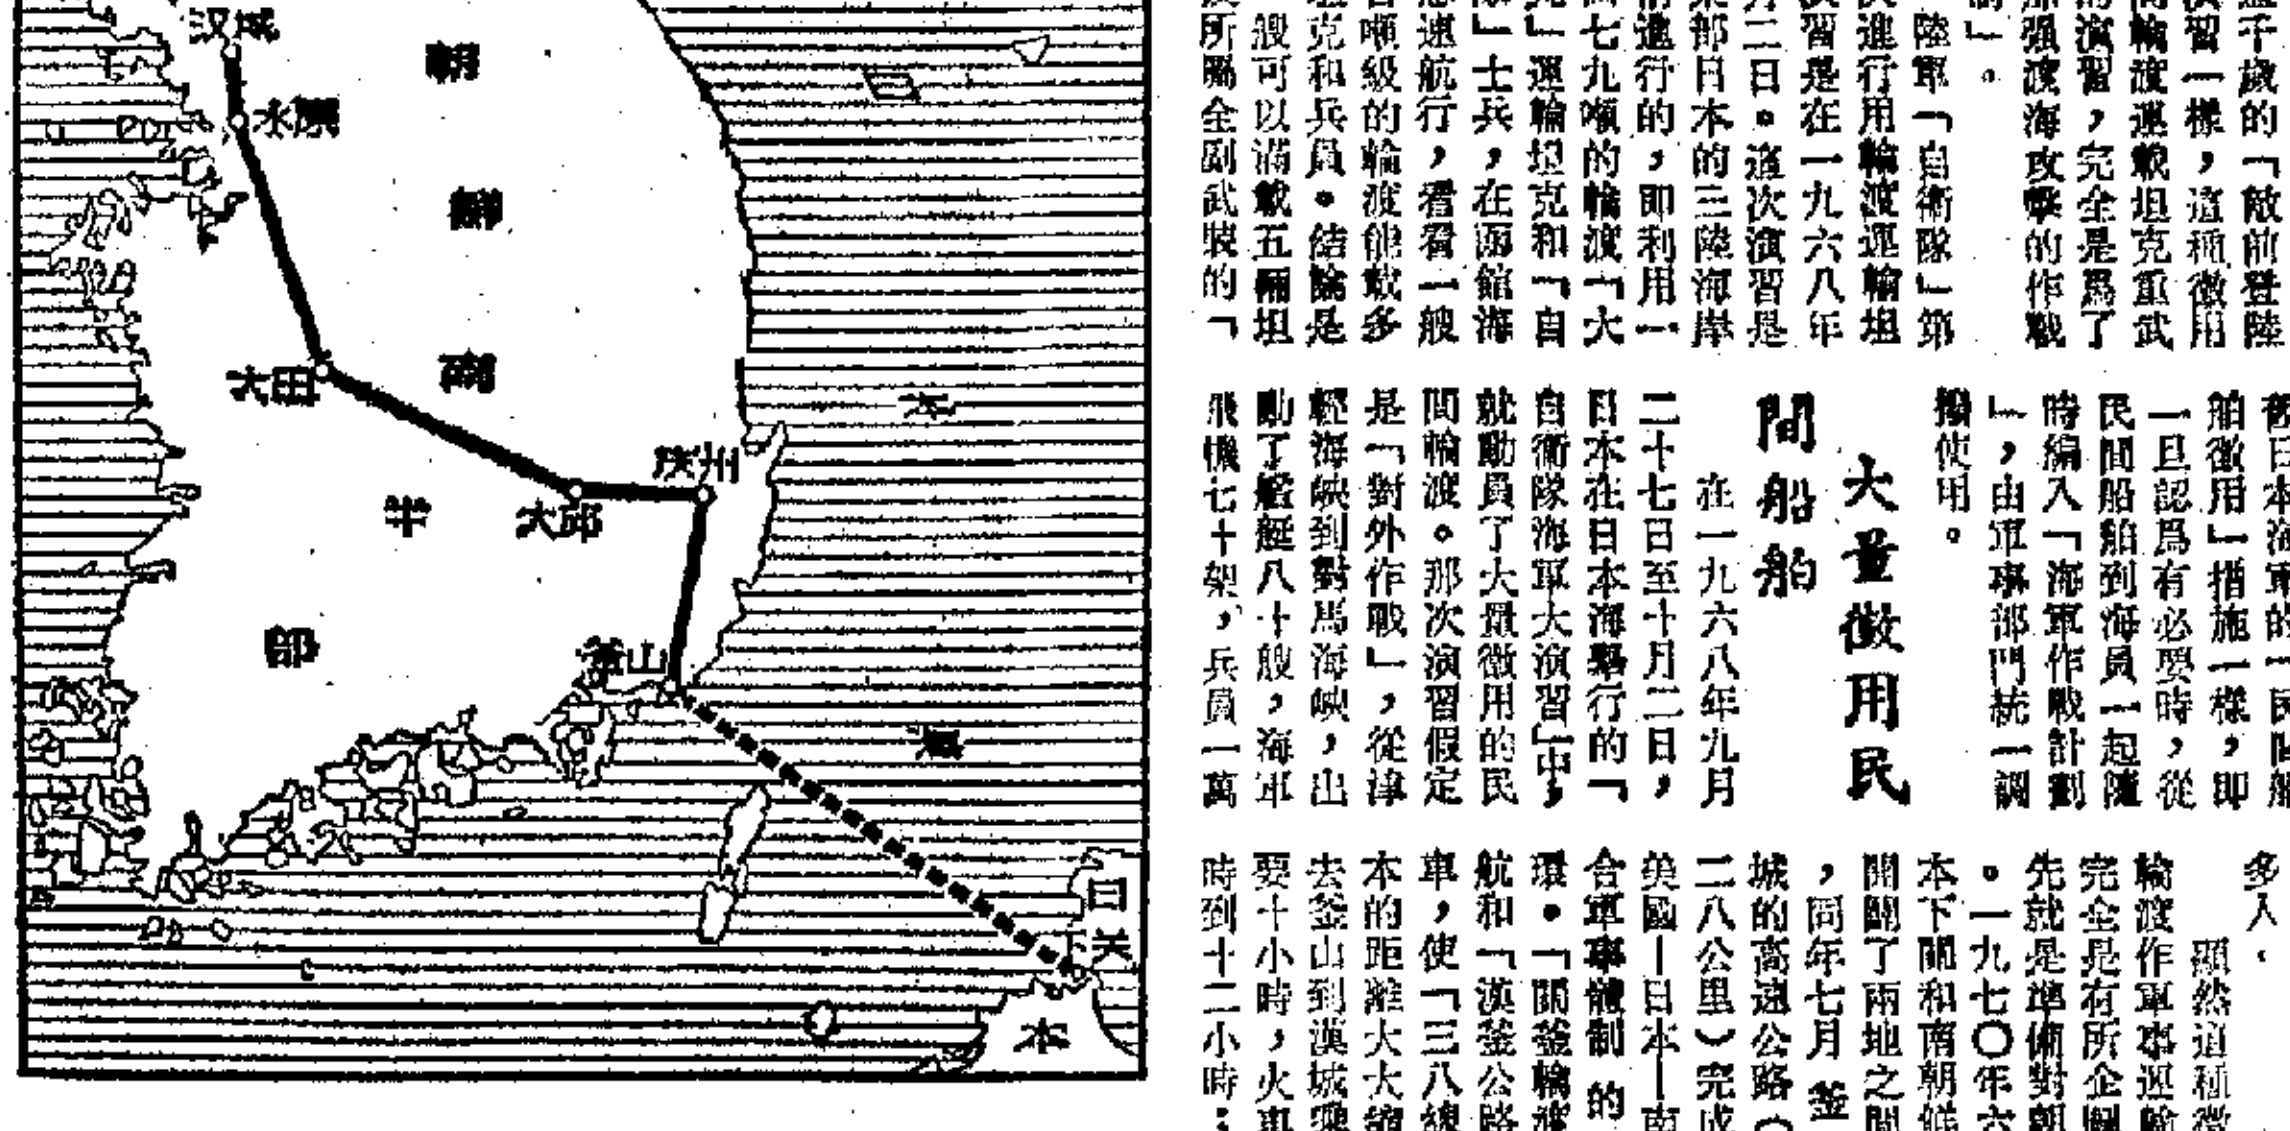 汉城
水原
大田
大邱
庆州
釜山
朝
鮮
南
半
部
本
海
日
本
下关
千歲的「敵前登陸
演習一樣，這種徵用
輪渡運載坦克重武
演習，完全是爲了
强渡海攻擊的作戰
」。
陸軍「自衛隊」第
進行用輪渡運輸坦
演習是在一九六八年
月二日。這次演習是
部日本的三陸海岸
進行的，即利用一
七九噸的輪渡「大
」運輸坦克和「自
」士兵，在函館海
速航行，看看一艘
噸級的輪渡能載多
克和兵員。結論是
艘可以滿載五輛坦
所屬全副武裝的「
日本海軍的「民間船
舶徵用」措施一樣，即
一旦認爲有必要時，從
民間船舶到海員一起隨
時編入「海軍作戰計劃
」，由軍事部門統一調
撥使用。
大量徵用民
間船舶
在一九六八年九月
二十七日至十月二日，
日本在日本海舉行的「
自衛隊海軍大演習」中，
就動員了大量徵用的民
間輪渡。那次演習假定
是「對外作戰」，從津
輕海峽到對馬海峽，出
動了艦艇八十艘，海軍
飛機七十架，兵員一萬
多人。
顯然這種徵
輪渡作軍事運輸
完全是有所企圖
先就是準備對朝
。一九七〇年六
本下關和南朝鮮
開闢了兩地之間
，同年七月 釜
城的高速公路（
二八公里）完成
美國—日本—南
合軍事體制 的
環。「關釜輪渡
航和「漢釜公路
車，使「三八線
本的距離大大縮
去釜山到漢城乘
要十小時，火車
時到十二小時；